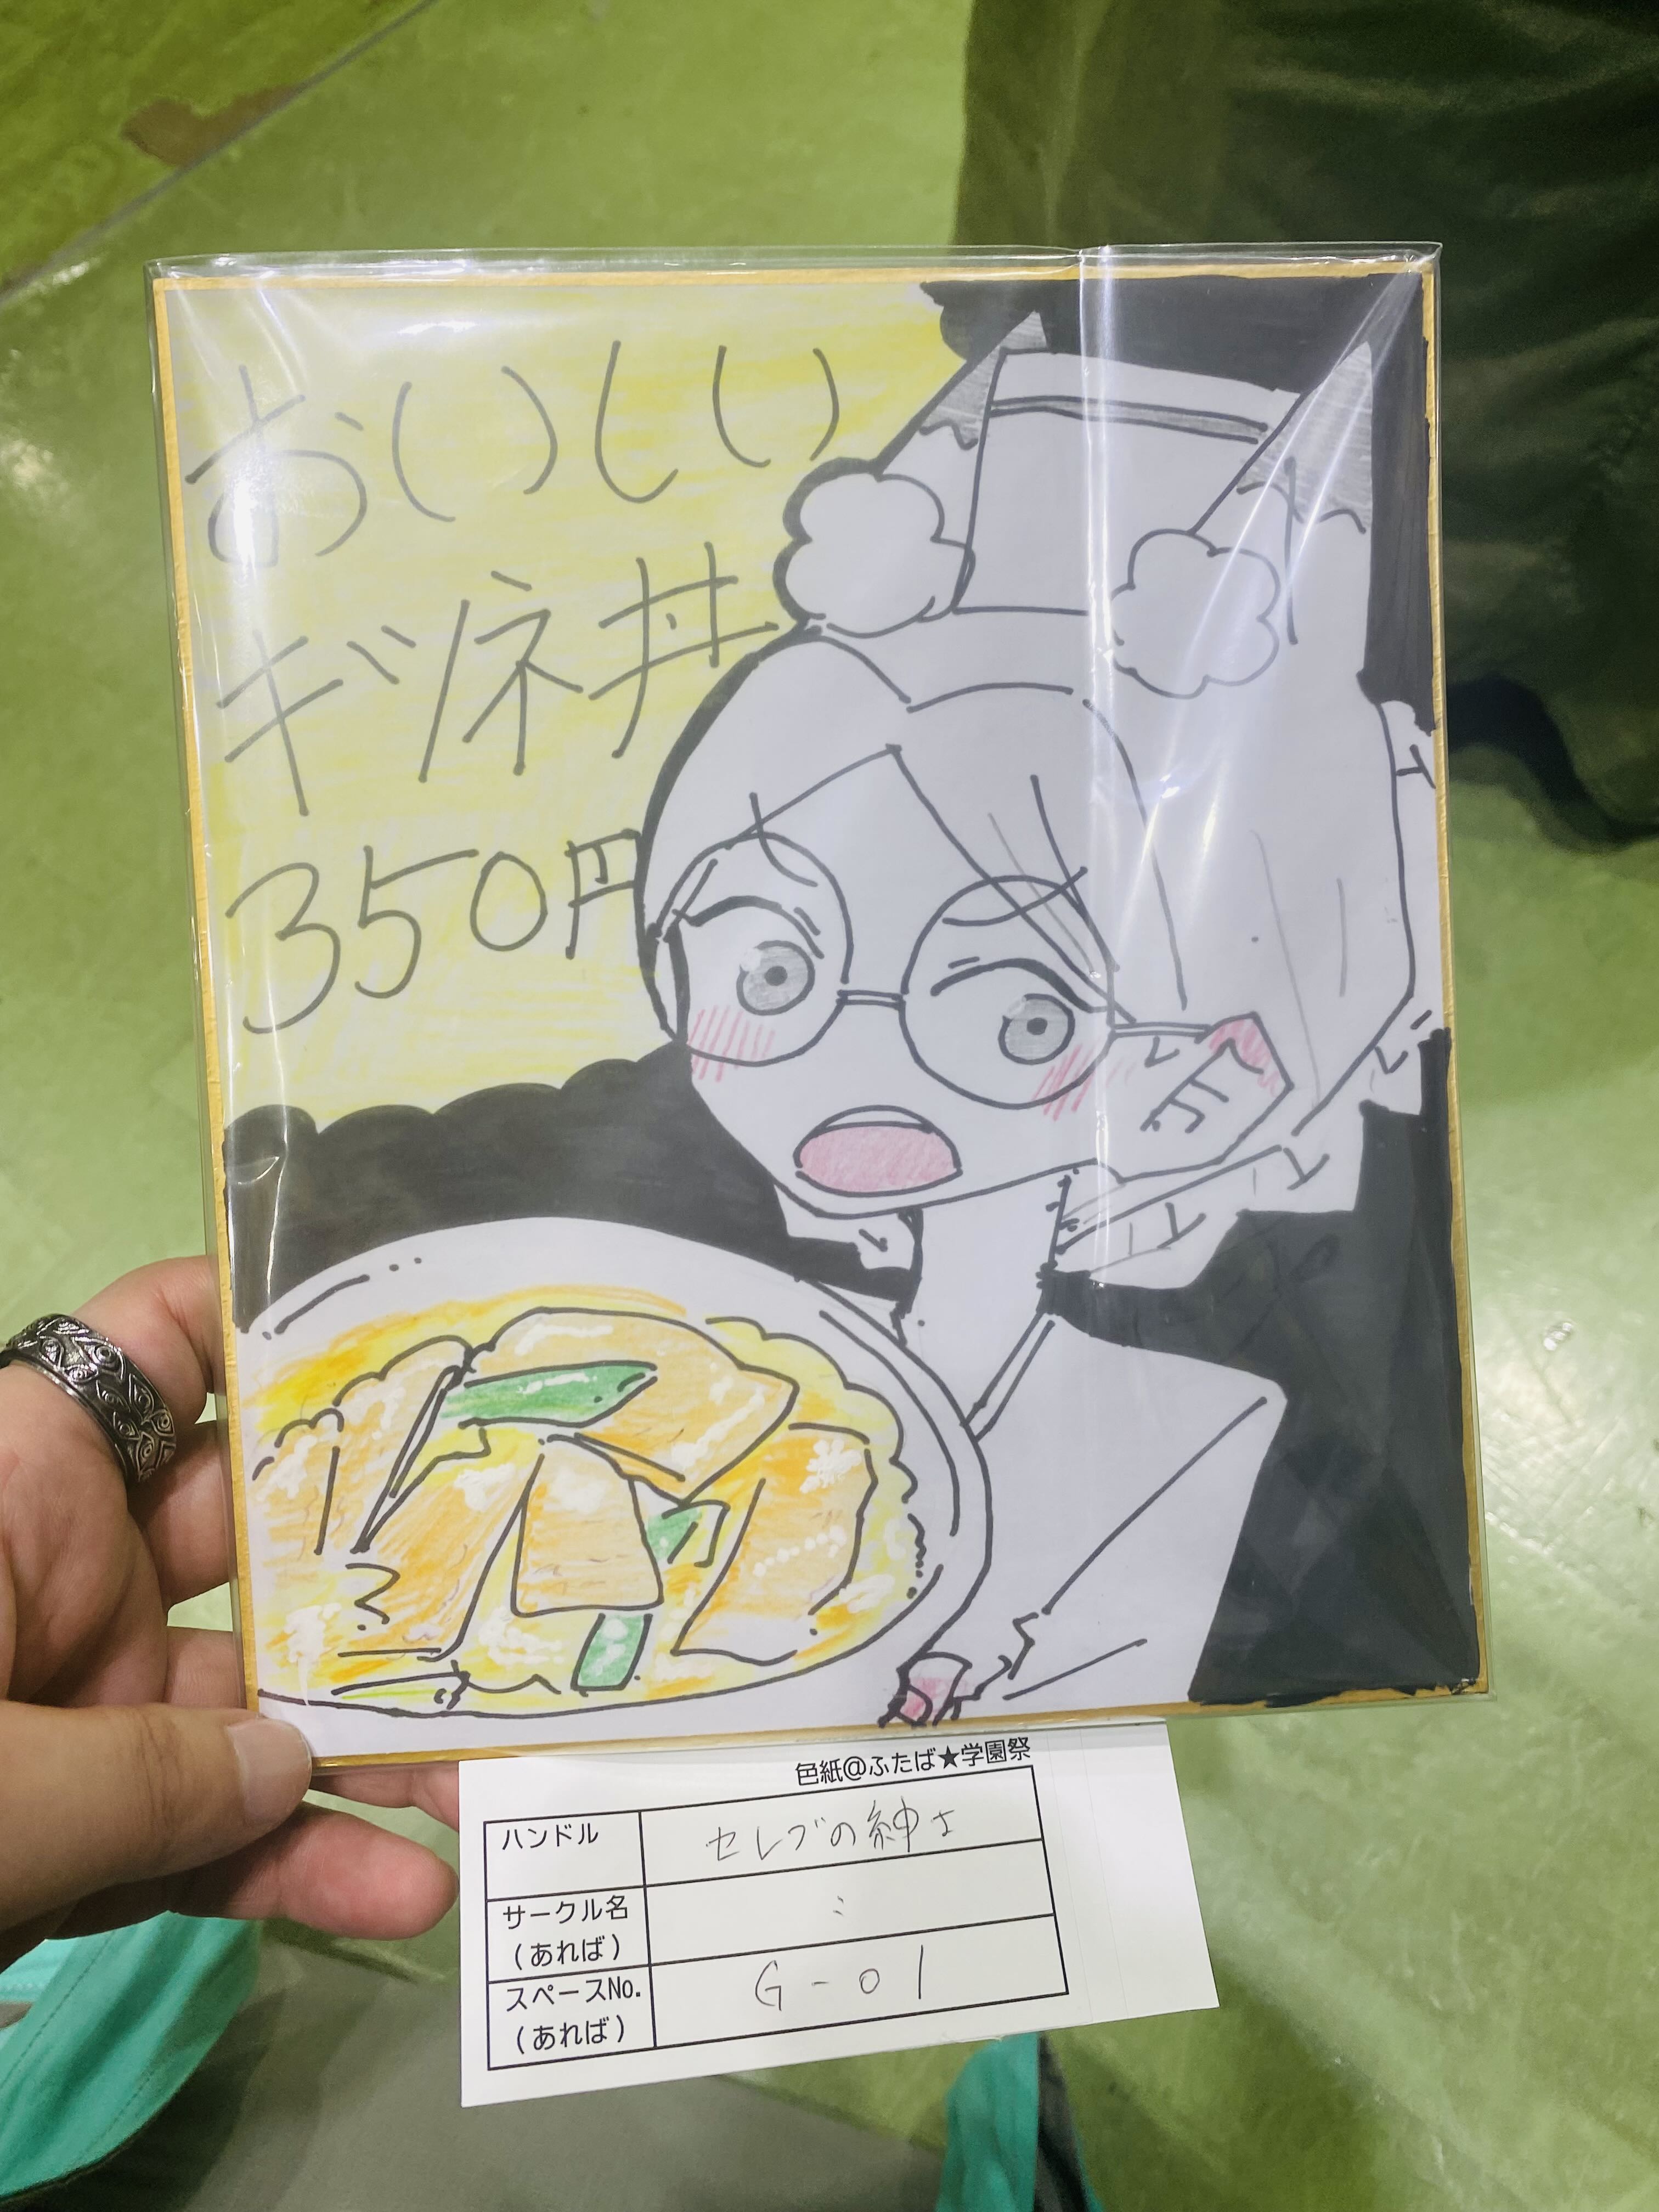 おいしい
キツネ丼
350円
色紙@ふたば★学園祭
ハンドル
セレブの紳士
サークル名
(あれば)
スペースNo.
(あれば)
G-01